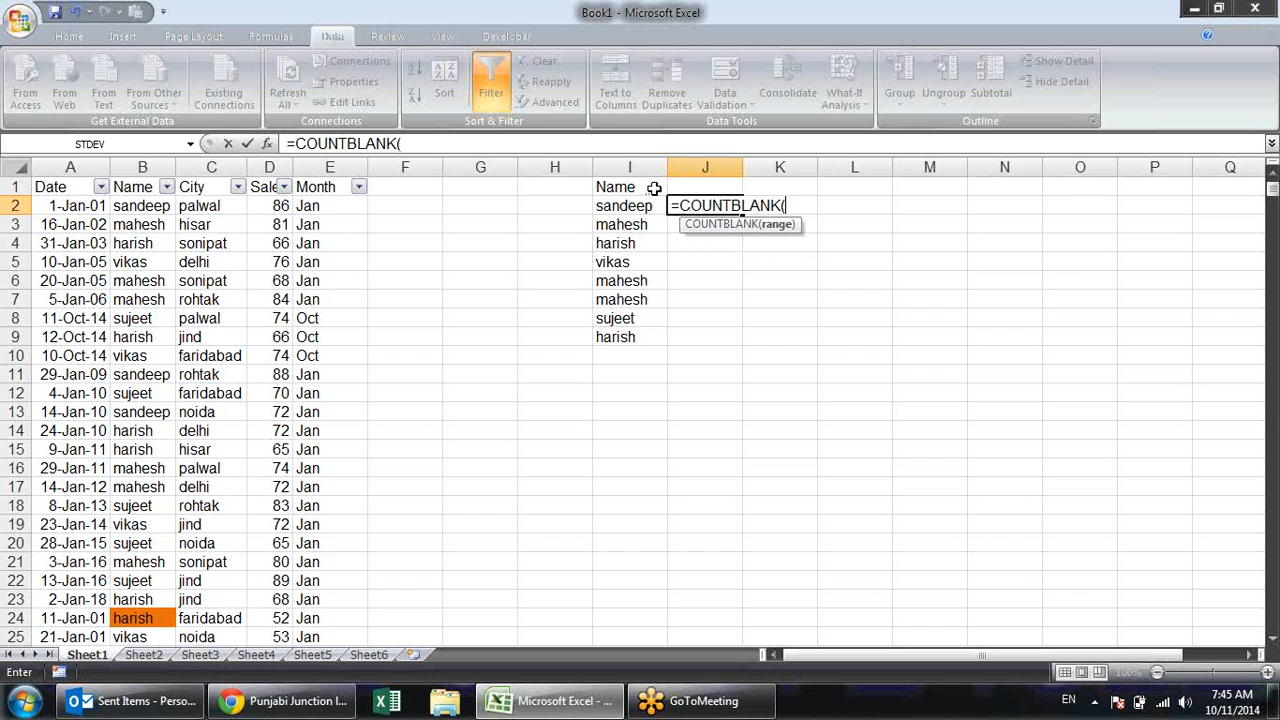 Book1 - Microsoft Excel
Home Insert Page Layout Formulas Data Review View Developer
From Access
From Web
From Text
From Other Sources
Existing Connections
Get External Data
Refresh All
Connections
Properties
Edit Links
Connections
Sort
Filter
Clear
Reapply
Advanced
Sort & Filter
Text to Columns
Remove Duplicates
Data Validation
Consolidate
What-If Analysis
Data Tools
Group
Ungroup
Subtotal
Show Detail
Hide Detail
Outline
STDEV fx =COUNTBLANK(
A B C D E F G H I J K L M N O P Q
1 Date Name City Sale Month Name
2 1-Jan-01 sandeep palwal 86 Jan sandeep =COUNTBLANK(
3 16-Jan-02 mahesh hisar 81 Jan mahesh COUNTBLANK(range)
4 31-Jan-03 harish sonipat 66 Jan harish
5 10-Jan-05 vikas delhi 76 Jan vikas
6 20-Jan-05 mahesh sonipat 68 Jan mahesh
7 5-Jan-06 mahesh rohtak 84 Jan mahesh
8 11-Oct-14 sujeet palwal 74 Oct sujeet
9 12-Oct-14 harish jind 66 Oct harish
10 10-Oct-14 vikas faridabad 74 Oct
11 29-Jan-09 sandeep rohtak 88 Jan
12 4-Jan-10 sujeet faridabad 70 Jan
13 14-Jan-10 sandeep noida 72 Jan
14 24-Jan-10 harish delhi 72 Jan
15 9-Jan-11 harish hisar 65 Jan
16 29-Jan-11 mahesh palwal 74 Jan
17 14-Jan-12 mahesh delhi 72 Jan
18 8-Jan-13 sujeet rohtak 83 Jan
19 23-Jan-14 vikas jind 72 Jan
20 28-Jan-15 sujeet noida 65 Jan
21 3-Jan-16 mahesh sonipat 80 Jan
22 13-Jan-16 sujeet jind 89 Jan
23 2-Jan-18 harish jind 68 Jan
24 11-Jan-01 harish faridabad 52 Jan
25 21-Jan-01 vikas noida 53 Jan
Sheet1 Sheet2 Sheet3 Sheet4 Sheet5 Sheet6
Enter 100%
Sent Items - Perso... Punjabi Junction I... Microsoft Excel - ... GoToMeeting EN 7:45 AM
10/11/2014